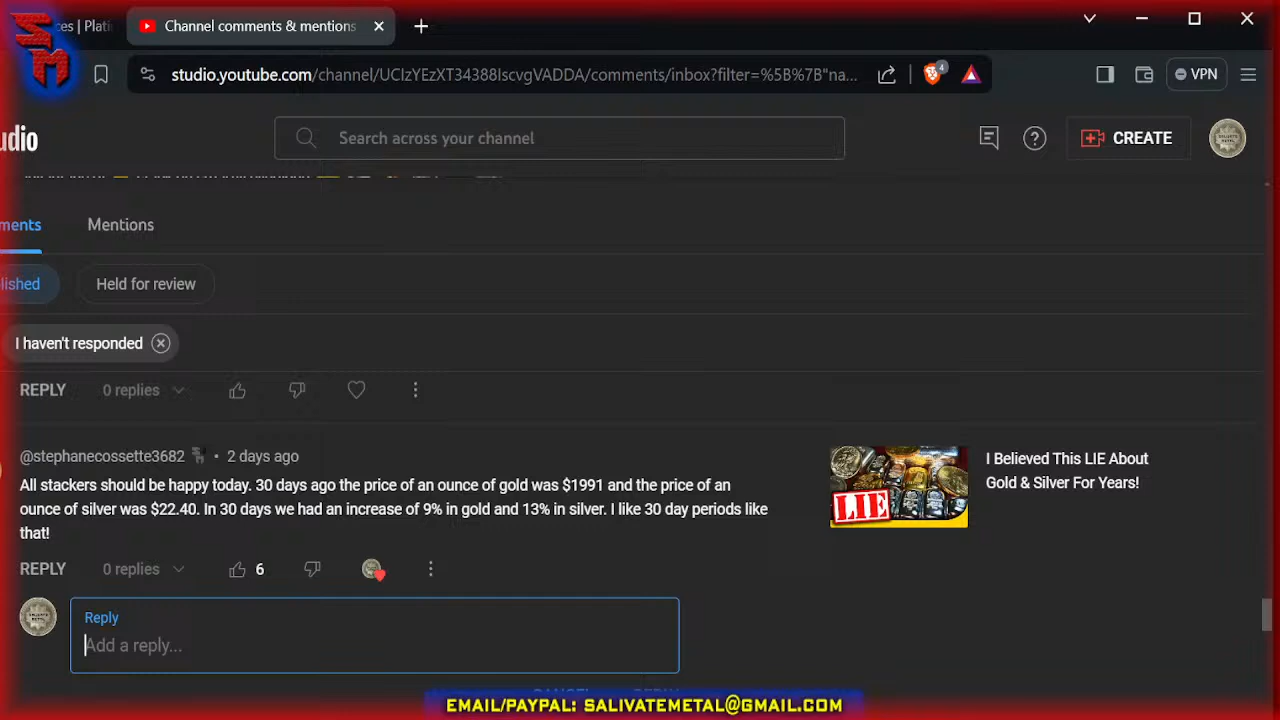 ces | Plati
Channel comments & mentions
studio.youtube.com/channel/UCIzYEzXT34388IscvgVADDA/comments/inbox?filter=%5B%7B"na...
4
VPN
SM
udio
Search across your channel
CREATE
ments
Mentions
lished
Held for review
I haven't responded
REPLY
0 replies
@stephanecossette3682
2 days ago
All stackers should be happy today. 30 days ago the price of an ounce of gold was $1991 and the price of an
ounce of silver was $22.40. In 30 days we had an increase of 9% in gold and 13% in silver. I like 30 day periods like
that!
LIE
I Believed This LIE About
Gold & Silver For Years!
REPLY
0 replies
6
Reply
Add a reply...
EMAIL/PAYPAL: SALIVATEMETAL@GMAIL.COM